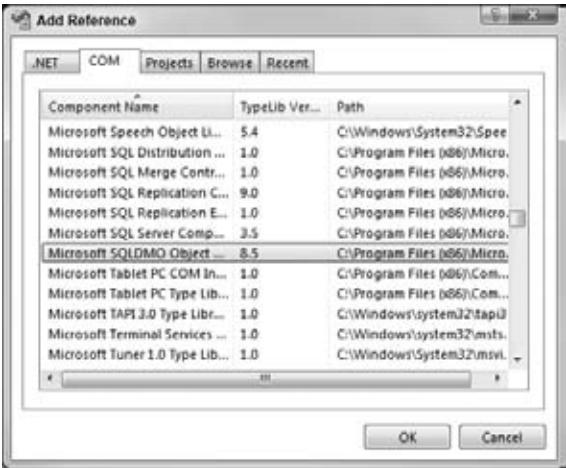 Add Reference
.NET COM Projects Browse Recent
Component Name TypeLib Ver... Path
Microsoft Speech Object Li... 5.4 C:\Windows\System32\Spee
Microsoft SQL Distribution ... 1.0 C:\Program Files (x86)\Micro.
Microsoft SQL Merge Contr... 1.0 C:\Program Files (x86)\Micro.
Microsoft SQL Replication C... 9.0 C:\Program Files (x86)\Micro.
Microsoft SQL Replication E... 1.0 C:\Program Files (x86)\Micro.
Microsoft SQL Server Comp... 3.5 C:\Program Files (x86)\Micro.
Microsoft SQLDMO Object ... 8.5 C:\Program Files (x86)\Micro.
Microsoft Tablet PC COM In... 1.0 C:\Program Files (x86)\Com...
Microsoft Tablet PC Type Lib... 1.0 C:\Program Files (x86)\Com...
Microsoft TAPI 3.0 Type Libr... 1.0 C:\Windows\system32\tapi3
Microsoft Terminal Services ... 1.0 C:\Windows\system32\msts.
Microsoft Tuner 1.0 Type Lib... 1.0 C:\Windows\System32\msvi.
OK Cancel